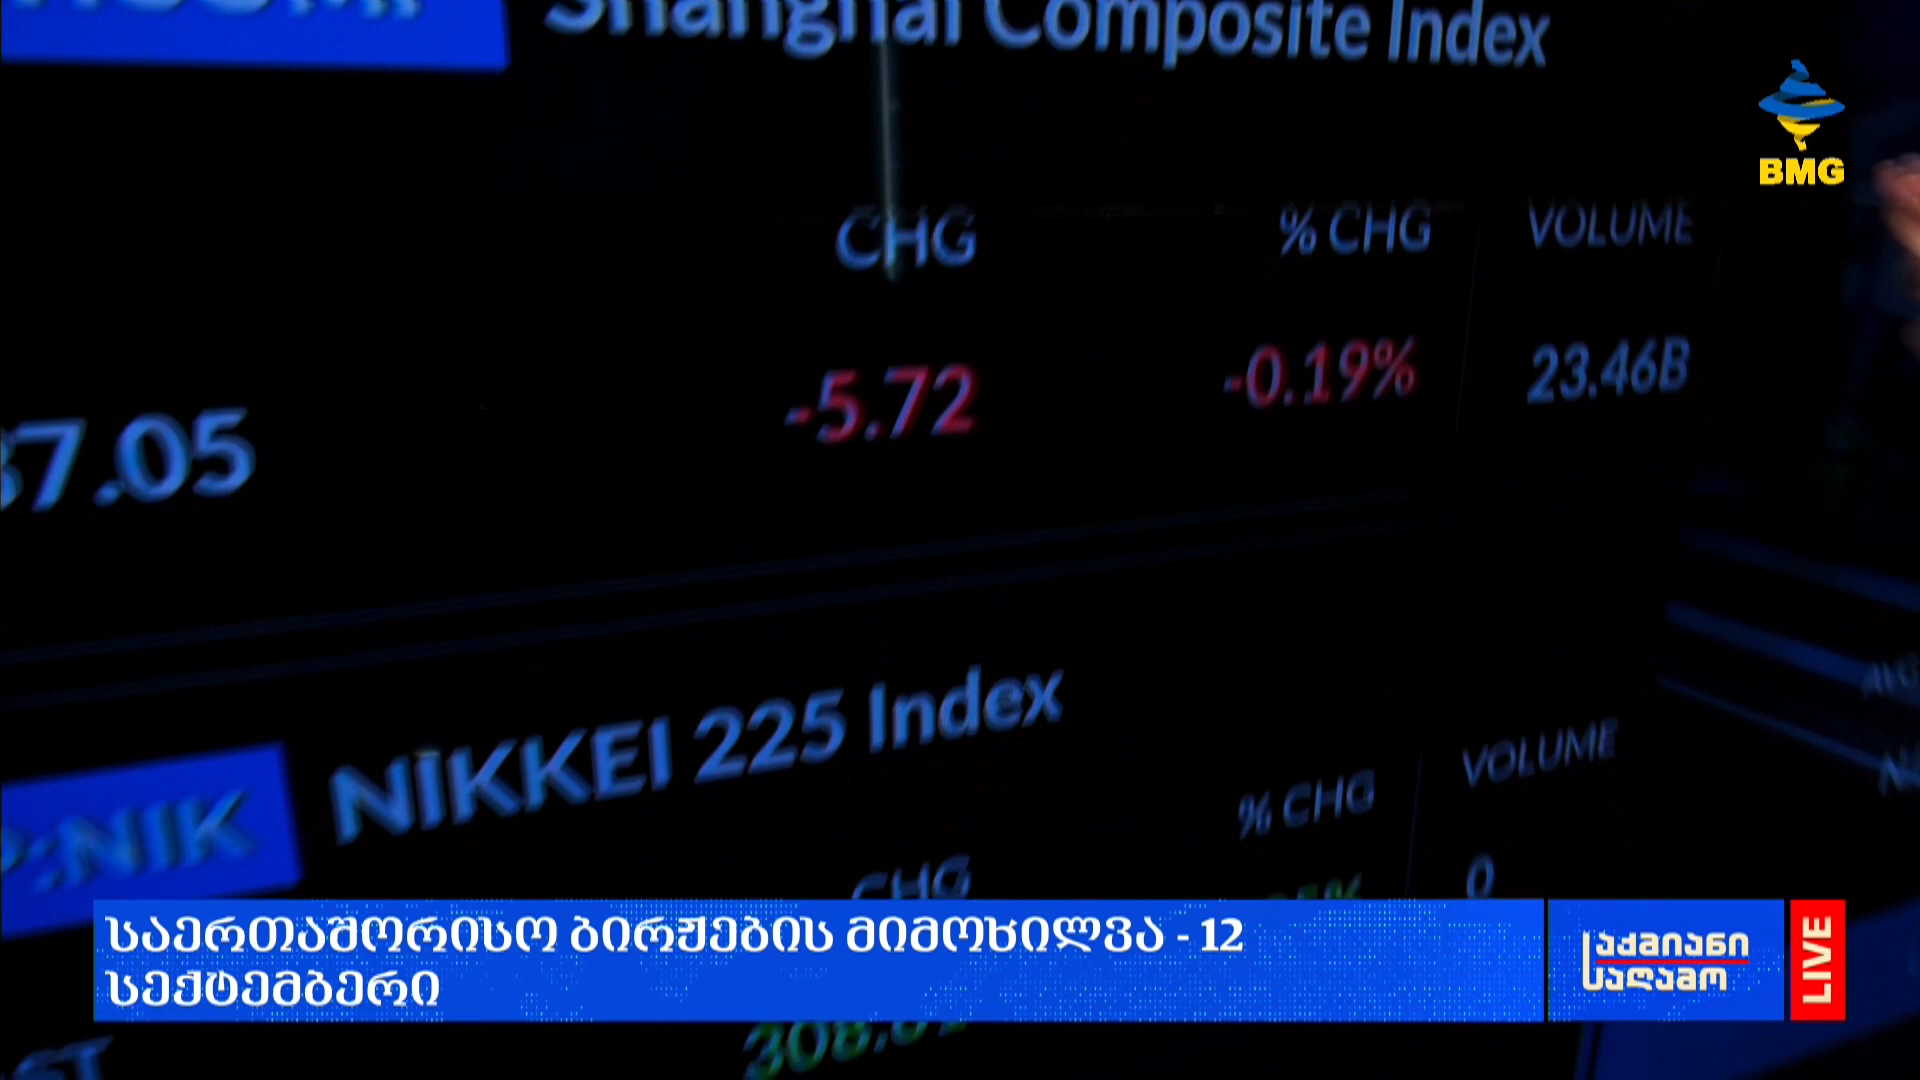 Shanghai Composite Index
BMG
CHG
% CHG
VOLUME
37.05
-5.72
-0.19%
23.46B
NIKKEI 225 Index
:NIK
CHG
% CHG
VOLUME
0
საერთაშორისო ბირჟების მიმოხილვა - 12
სექტემბერი
საქმიანი
საღამო
LIVE